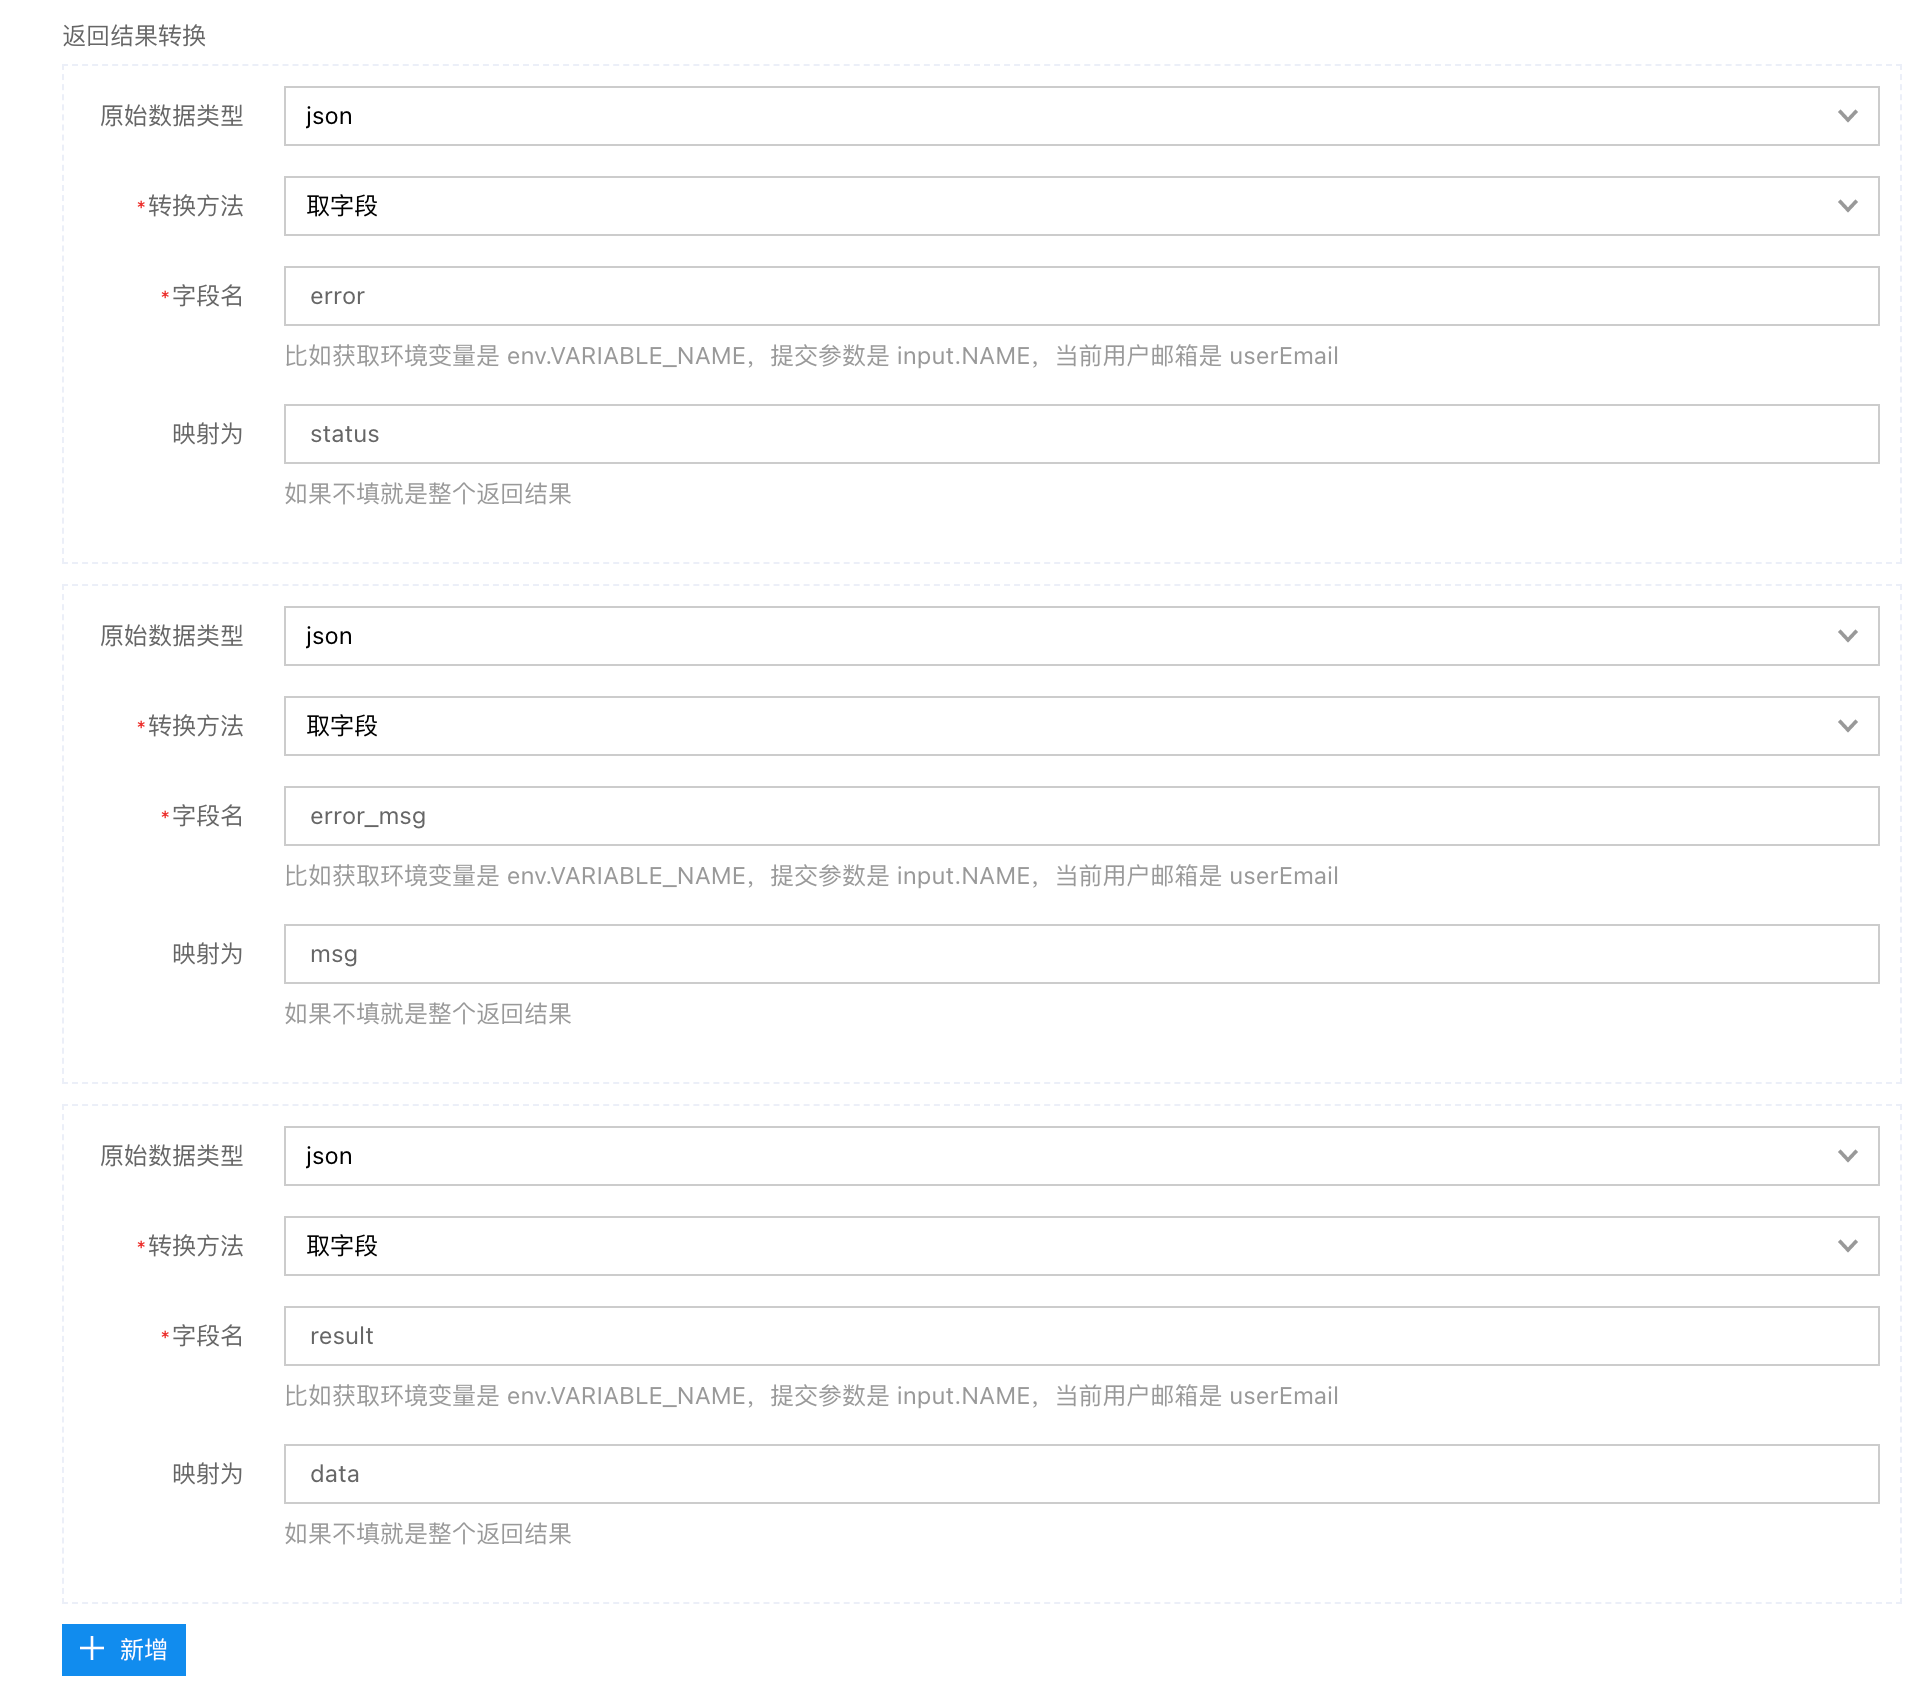 返回结果转换
原始数据类型 json
*转换方法 取字段
*字段名 error
比如获取环境变量是 env.VARIABLE_NAME，提交参数是 input.NAME，当前用户邮箱是 userEmail
映射为 status
如果不填就是整个返回结果
原始数据类型 json
*转换方法 取字段
*字段名 error_msg
比如获取环境变量是 env.VARIABLE_NAME，提交参数是 input.NAME，当前用户邮箱是 userEmail
映射为 msg
如果不填就是整个返回结果
原始数据类型 json
*转换方法 取字段
*字段名 result
比如获取环境变量是 env.VARIABLE_NAME，提交参数是 input.NAME，当前用户邮箱是 userEmail
映射为 data
如果不填就是整个返回结果
新增